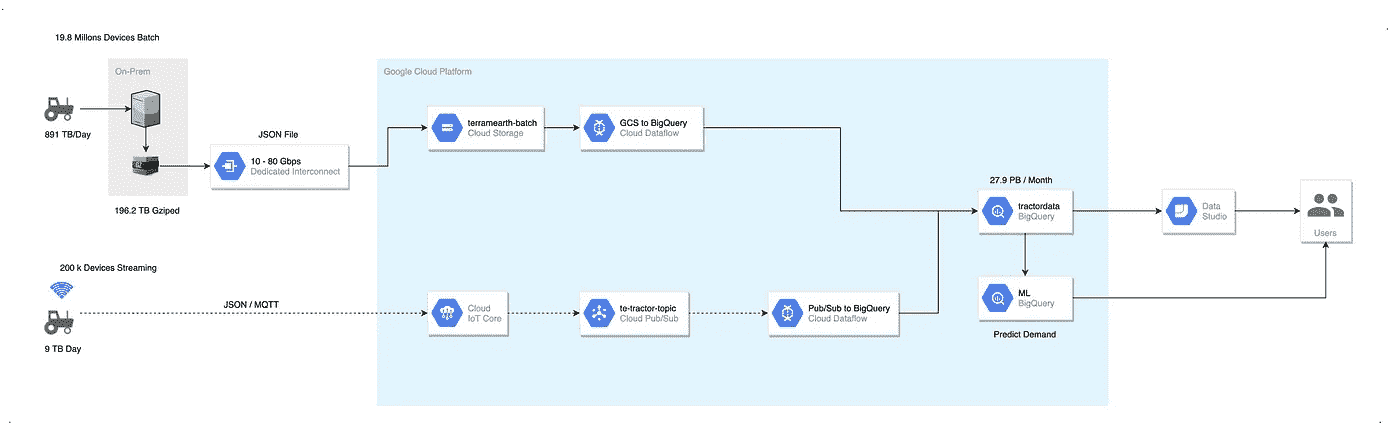 19.8 Millons Devices Batch
On-Prem
Google Cloud Platform
891 TB/Day
JSON File
10 - 80 Gbps
Dedicated Interconnect
terramearth-batch
Cloud Storage
GCS to BigQuery
Cloud Dataflow
196.2 TB Gziped
27.9 PB / Month
tractordata
BigQuery
Data
Studio
Users
200 k Devices Streaming
JSON / MQTT
9 TB Day
Cloud
IoT Core
te-tractor-topic
Cloud Pub/Sub
Pub/Sub to BigQuery
Cloud Dataflow
ML
BigQuery
Predict Demand